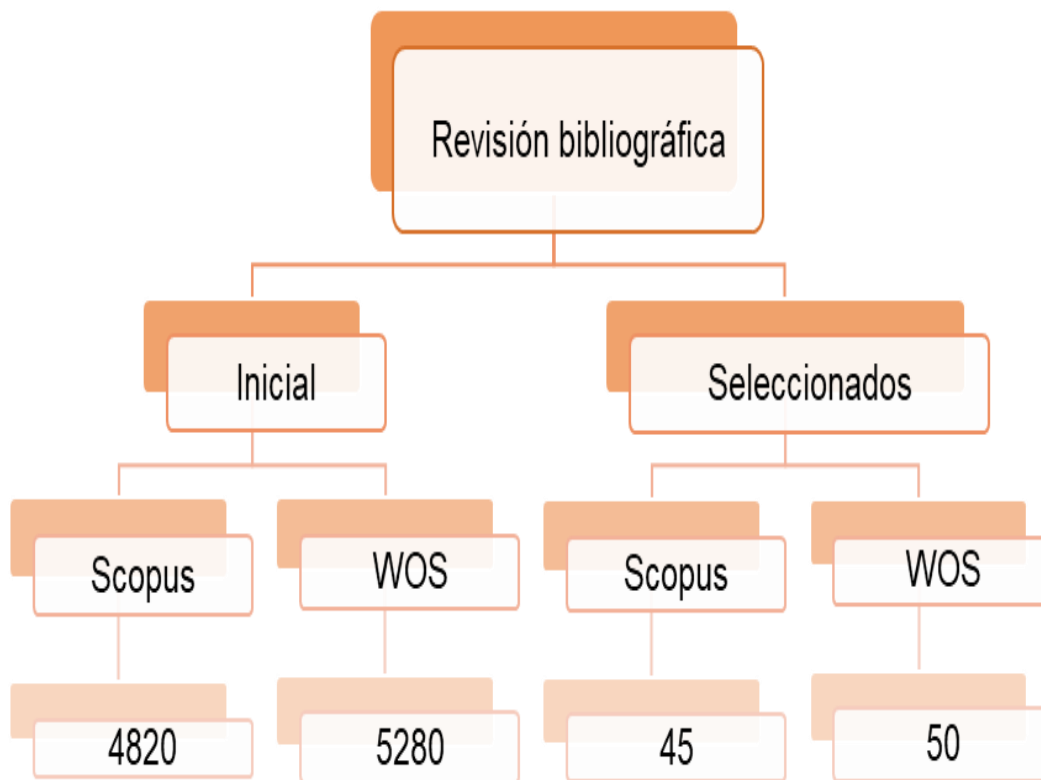 Revisión bibliográfica
Inicial
Seleccionados
Scopus
WOS
Scopus
WOS
4820
5280
45
50